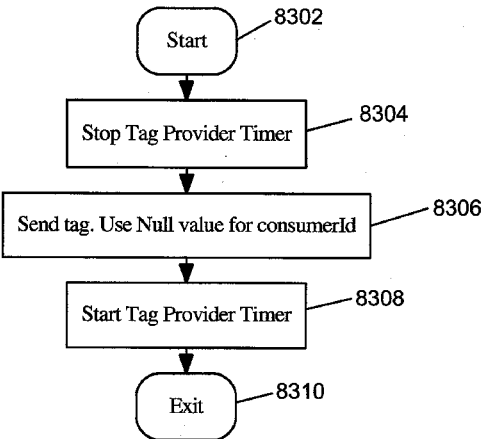 Start
8302
Stop Tag Provider Timer
8304
Send tag. Use Null value for consumerId
8306
Start Tag Provider Timer
8308
Exit
8310